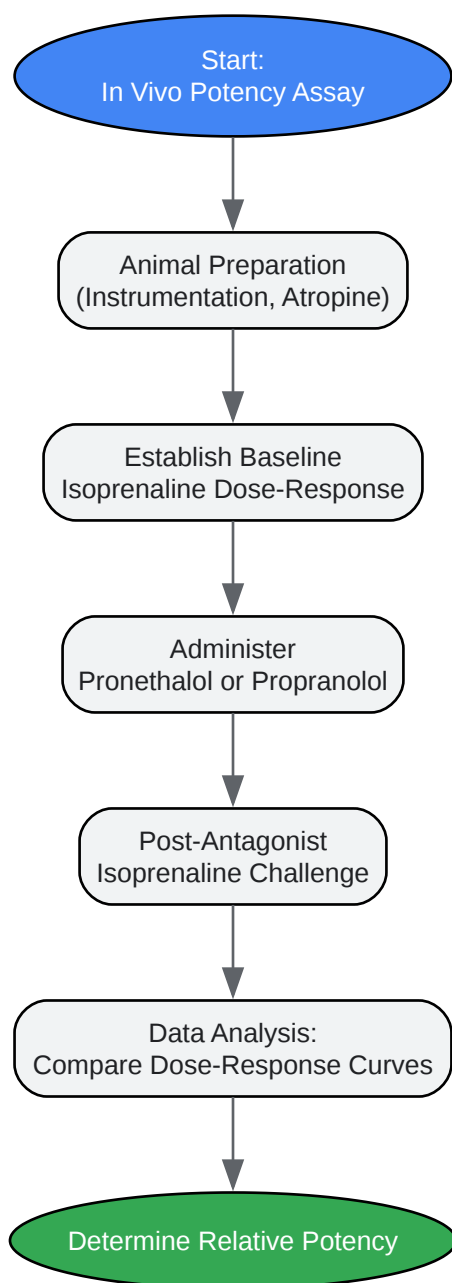 Start:
In Vivo Potency Assay
Animal Preparation
(Instrumentation, Atropine)
Establish Baseline
Isoprenaline Dose-Response
Administer
Pronethalol or Propranolol
Post-Antagonist
Isoprenaline Challenge
Data Analysis:
Compare Dose-Response Curves
Determine Relative Potency